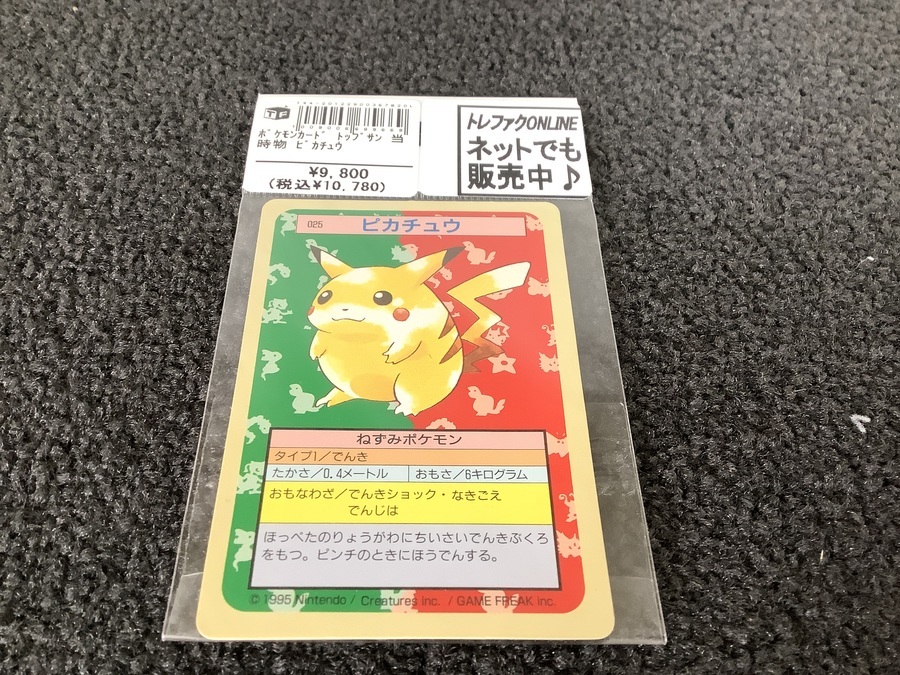 ポケモンカード トップサン 当
時物 ピカチュウ
¥9,800
(税込¥10,780)
トレファクONLINE
ネットでも
販売中♪
025 ピカチュウ
ねずみポケモン
タイプ1/でんき
たかさ/0.4メートル おもさ/6キログラム
おもなわざ/でんきショック・なきごえ
でんじは
ほっぺたのりょうがわにちいさいでんきぶくろ
をもつ。ピンチのときにほうでんする。
© 1995 Nintendo / Creatures inc. / GAME FREAK inc.